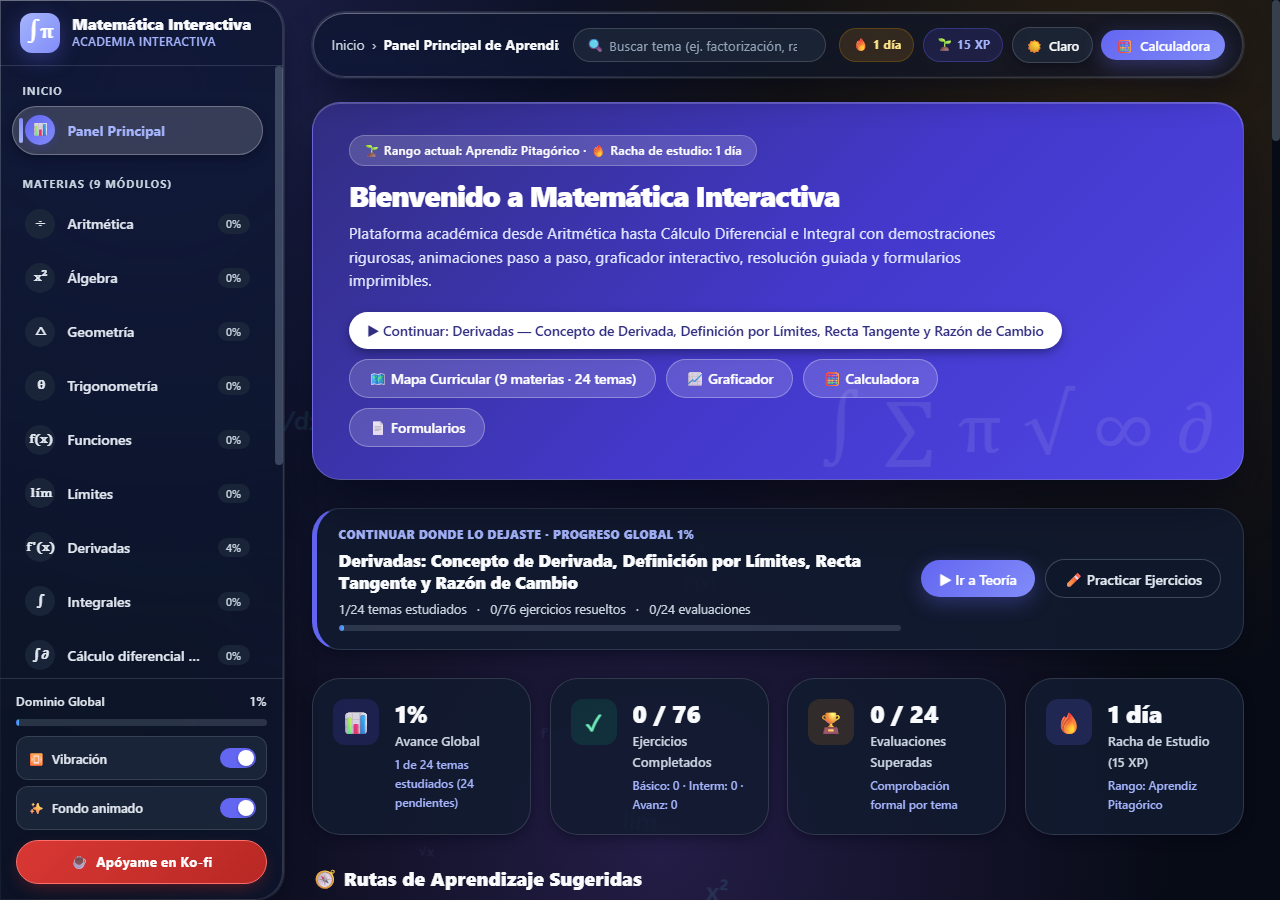 ∫π
Matemática Interactiva
ACADEMIA INTERACTIVA
INICIO
Panel Principal
MATERIAS (9 MÓDULOS)
÷ Aritmética 0%
x² Álgebra 0%
Δ Geometría 0%
θ Trigonometría 0%
f(x) Funciones 0%
lím Límites 0%
f'(x) Derivadas 4%
∫ Integrales 0%
∫∂ Cálculo diferencial ... 0%
Dominio Global 1%
Vibración
Fondo animado
Apóyame en Ko-fi
Inicio › Panel Principal de Aprendi
Buscar tema (ej. factorización, ra
1 día
15 XP
Claro
Calculadora
Rango actual: Aprendiz Pitagórico · Racha de estudio: 1 día
Bienvenido a Matemática Interactiva
Plataforma académica desde Aritmética hasta Cálculo Diferencial e Integral con demostraciones
rigurosas, animaciones paso a paso, graficador interactivo, resolución guiada y formularios
imprimibles.
▶ Continuar: Derivadas — Concepto de Derivada, Definición por Límites, Recta Tangente y Razón de Cambio
Mapa Curricular (9 materias · 24 temas)
Graficador
Calculadora
Formularios
∫ ∑ π √ ∞ ∂
CONTINUAR DONDE LO DEJASTE · PROGRESO GLOBAL 1%
Derivadas: Concepto de Derivada, Definición por Límites, Recta
Tangente y Razón de Cambio
1/24 temas estudiados · 0/76 ejercicios resueltos · 0/24 evaluaciones
▶ Ir a Teoría
Practicar Ejercicios
1%
Avance Global
1 de 24 temas
estudiados (24
pendientes)
✓
0 / 76
Ejercicios
Completados
Básico: 0 · Interm: 0 ·
Avanz: 0
0 / 24
Evaluaciones
Superadas
Comprobación
formal por tema
1 día
Racha de Estudio
(15 XP)
Rango: Aprendiz
Pitagórico
Rutas de Aprendizaje Sugeridas
x²